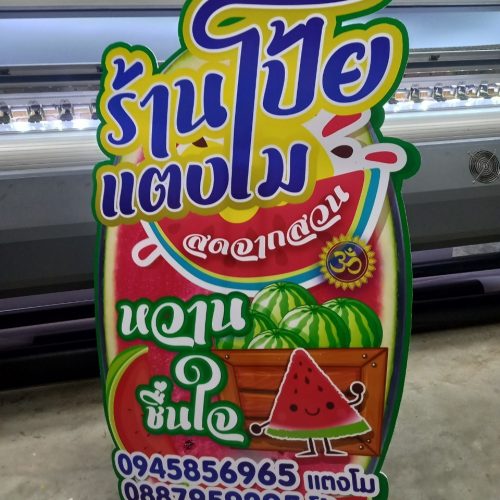 ร้านโป้ย
แตงโม
สดจากสวน
ॐ
หวาน
ชื่นใจ
0945856965 แตงโม